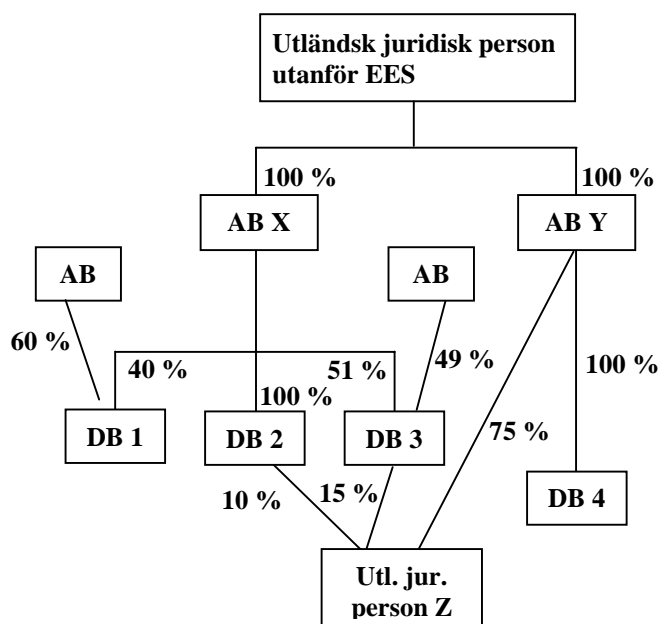 Utländsk juridisk person
utanför EES
100 %
100 %
AB X
AB Y
AB
AB
60 %
40 %
51 %
49 %
100 %
100 %
DB 1
DB 2
DB 3
75 %
10 %
15 %
DB 4
Utl. jur.
person Z